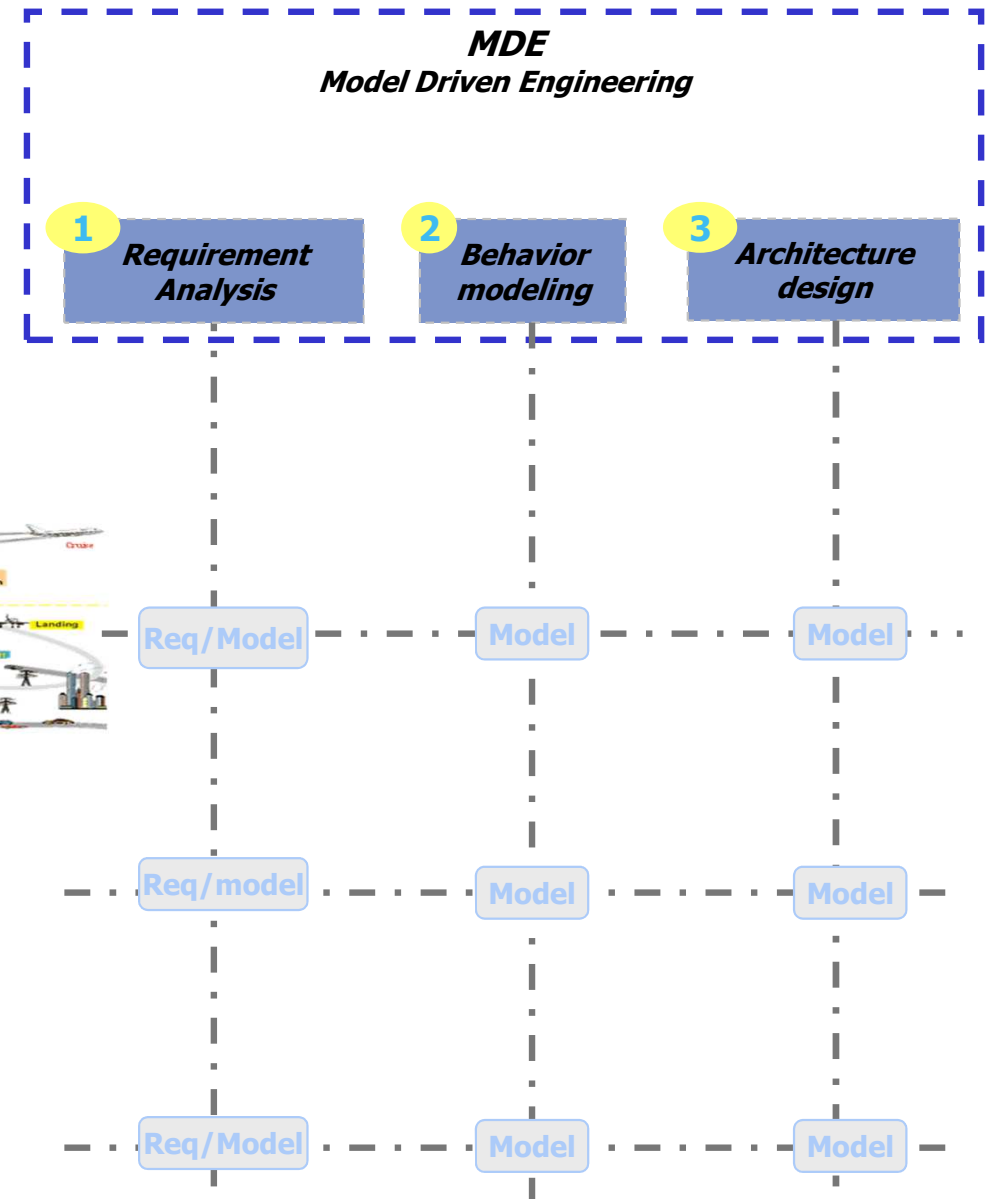 MDE
Model Driven Engineering
1
Requirement
Analysis
2
Behavior
modeling
3
Architecture
design
Cruise
Landing
Req/Model
Model
Model
Req/model
Model
Model
Req/Model
Model
Model